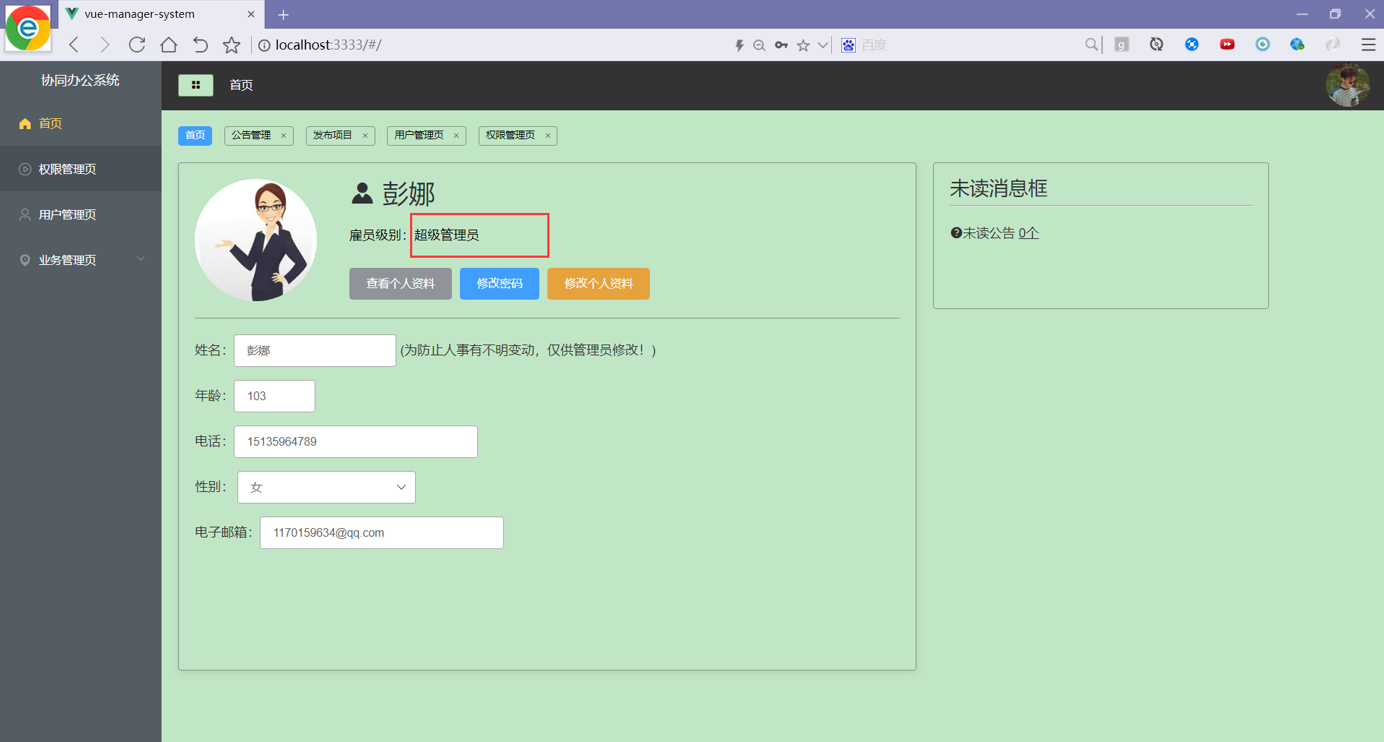 vue-manager-system
localhost:3333/#/
百度
协同办公系统
首页
首页
权限管理页
用户管理页
业务管理页
首页
公告管理
发布项目
用户管理页
权限管理页
彭娜
雇员级别：超级管理员
查看个人资料
修改密码
修改个人资料
姓名：彭娜 (为防止人事有不明变动，仅供管理员修改！)
年龄：103
电话：15135964789
性别：女
电子邮箱：1170159634@qq.com
未读消息框
未读公告 0个